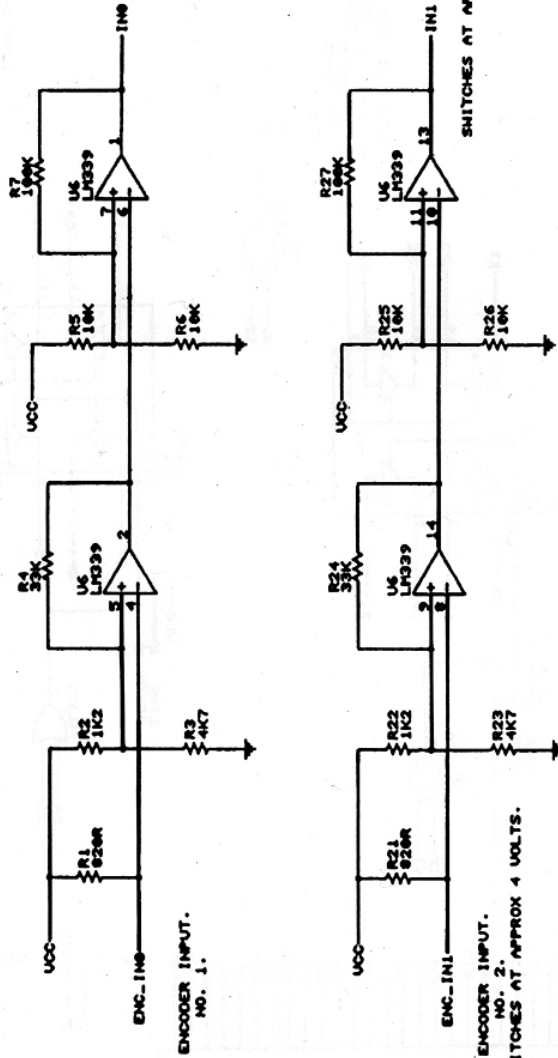 VCC
R1
820R
R2
1K2
R3
4K7
ENC_IN0
ENCODER INPUT.
NO. 1.
R4
33K
U6
LM339
5
4
2
VCC
R5
10K
R6
10K
R7
100K
U6
LM339
7
6
1
IN0
VCC
R21
820R
R22
1K2
R23
4K7
ENC_IN1
ENCODER INPUT.
NO. 2.
ITCHES AT APPROX 4 VOLTS.
R24
33K
U6
LM339
9
8
14
VCC
R25
10K
R26
10K
R27
100K
U6
LM339
11
10
13
IN1
SWITCHES AT